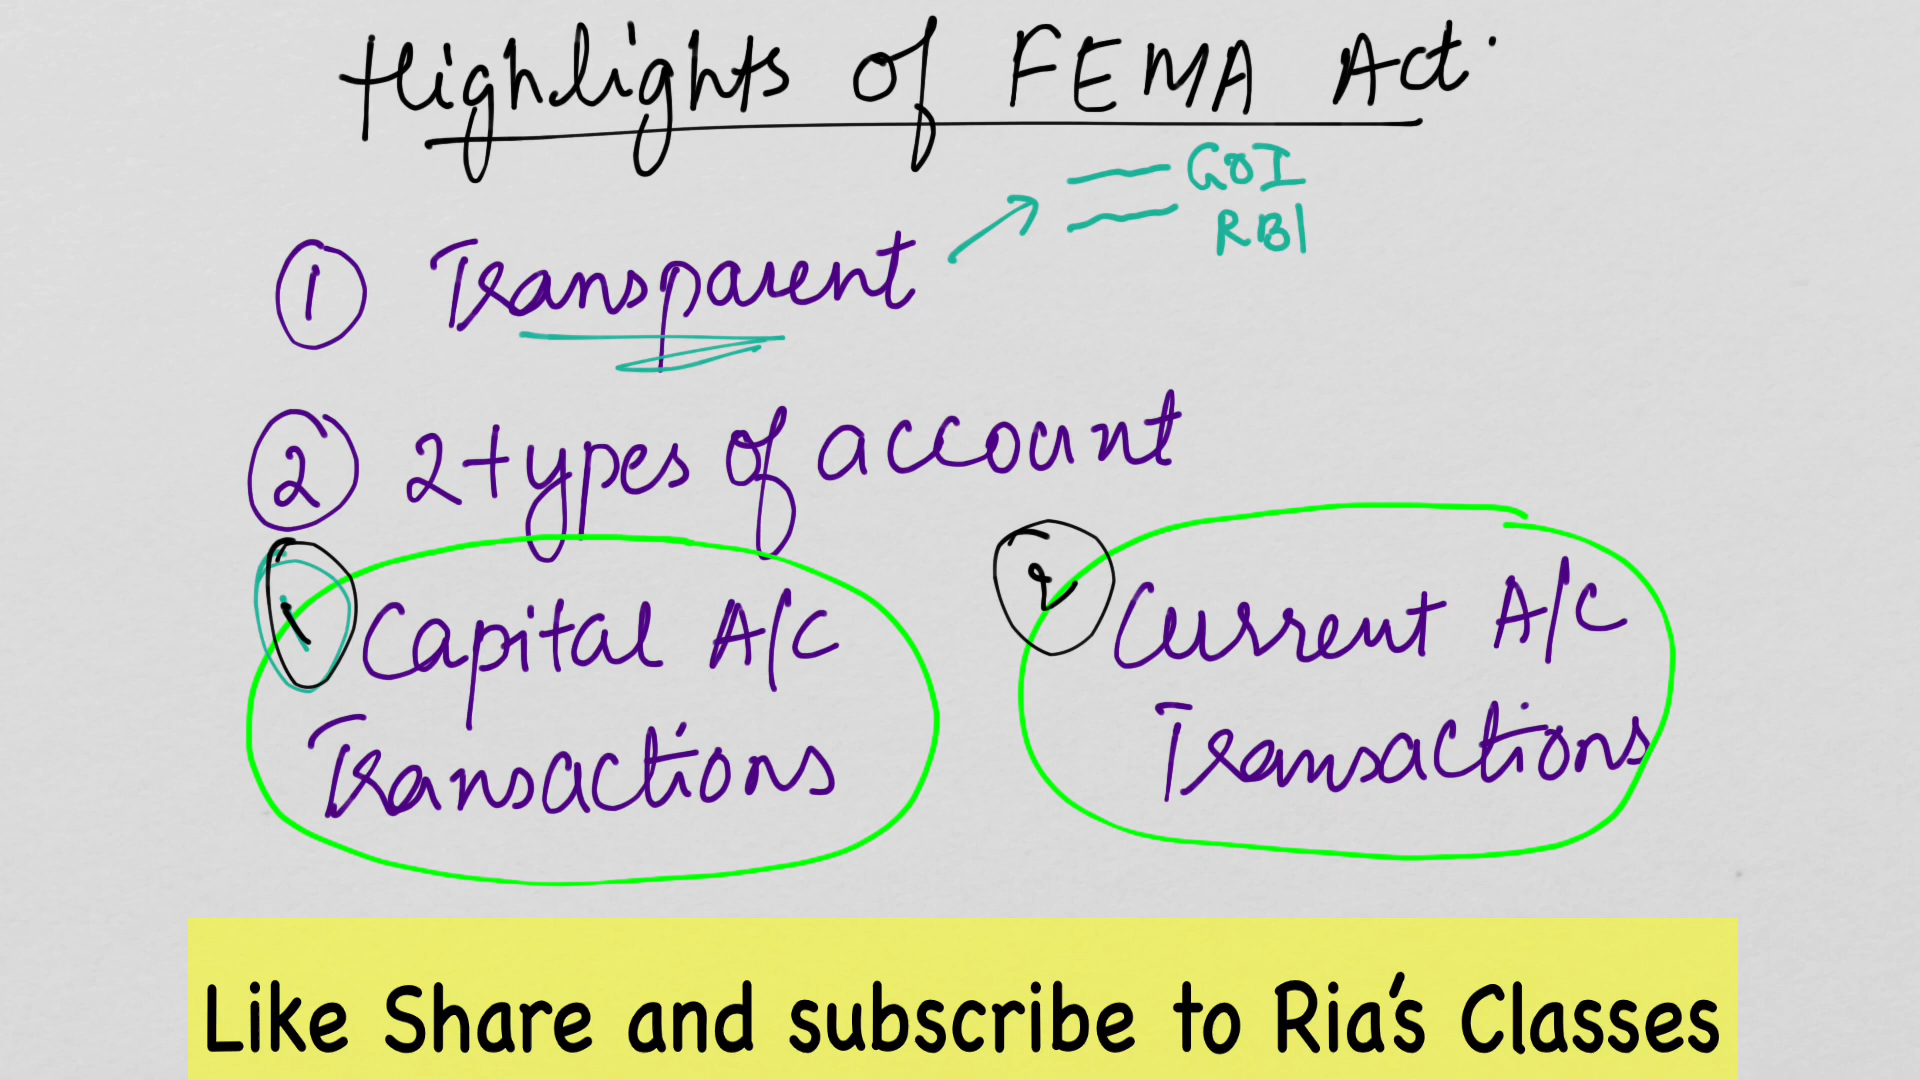 Highlights of FEMA Act.
GOI
RBI
1 Transparent
2 2 types of account
1 Capital A/C
Transactions
2 Current A/C
Transactions
Like Share and subscribe to Ria's Classes